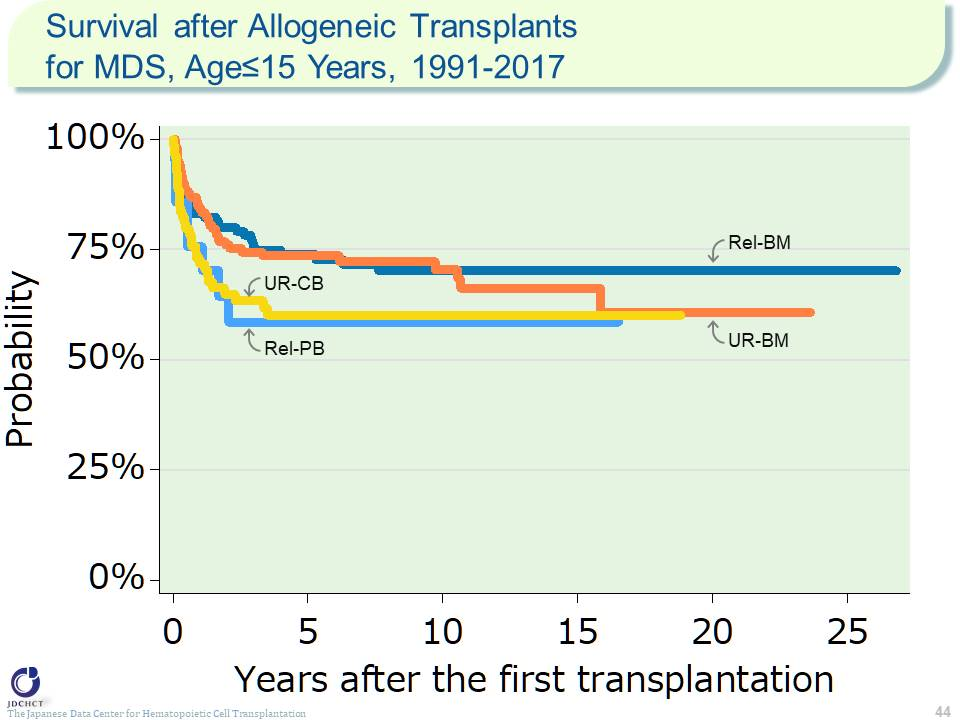 Survival after Allogeneic Transplants
for MDS, Age≤15 Years, 1991-2017
100%
75%
50%
25%
0%
Probability
Rel-BM
UR-CB
UR-BM
Rel-PB
0 5 10 15 20 25
Years after the first transplantation
JDCHCT
The Japanese Data Center for Hematopoietic Cell Transplantation
44